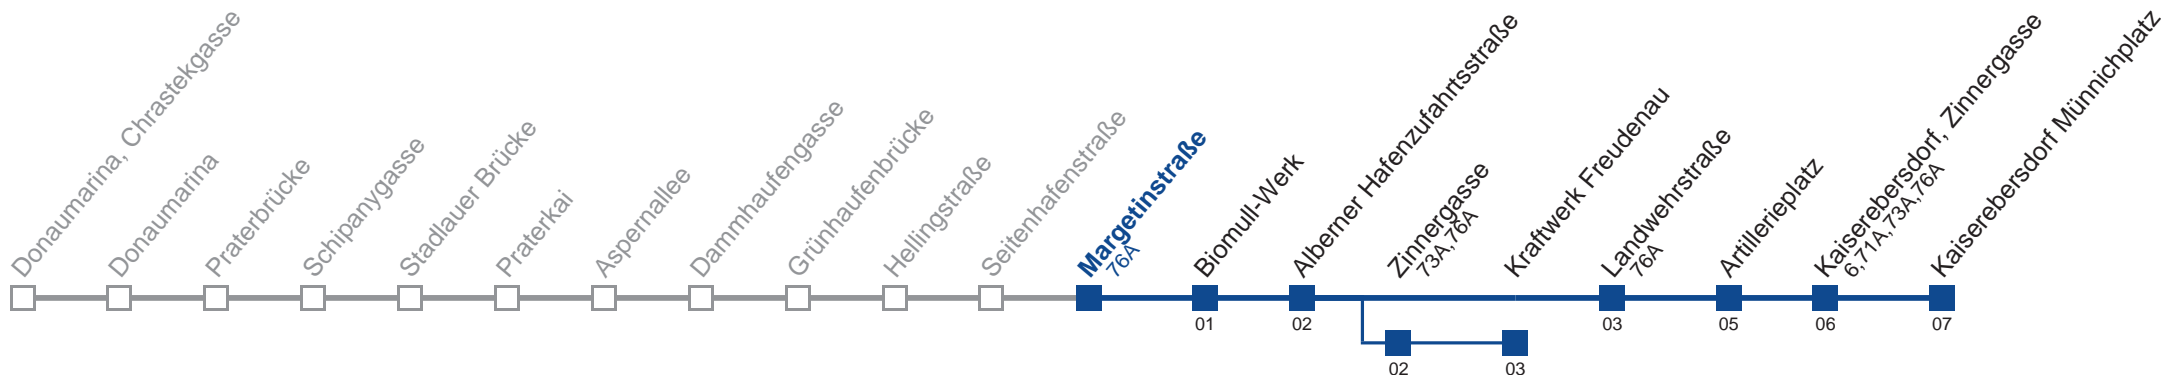 Donaumarina, Chrastekgasse
Donaumarina
Praterbrücke
Schipanygasse
Stadlauer Brücke
Praterkai
Aspernallee
Dammhaufengasse
Grünhaufenbrücke
Hellingstraße
Seitenhafenstraße
Margetinstraße
76A
Biomull-Werk
Alberner Hafenzufahrtsstraße
Zinnergasse
73A,76A
Kraftwerk Freudenau
Landwehrstraße
76A
Artillerieplatz
Kaiserebersdorf, Zinnergasse
6,71A,73A,76A
Kaiserebersdorf Münnichplatz
01
02
03
05
06
07
02
03